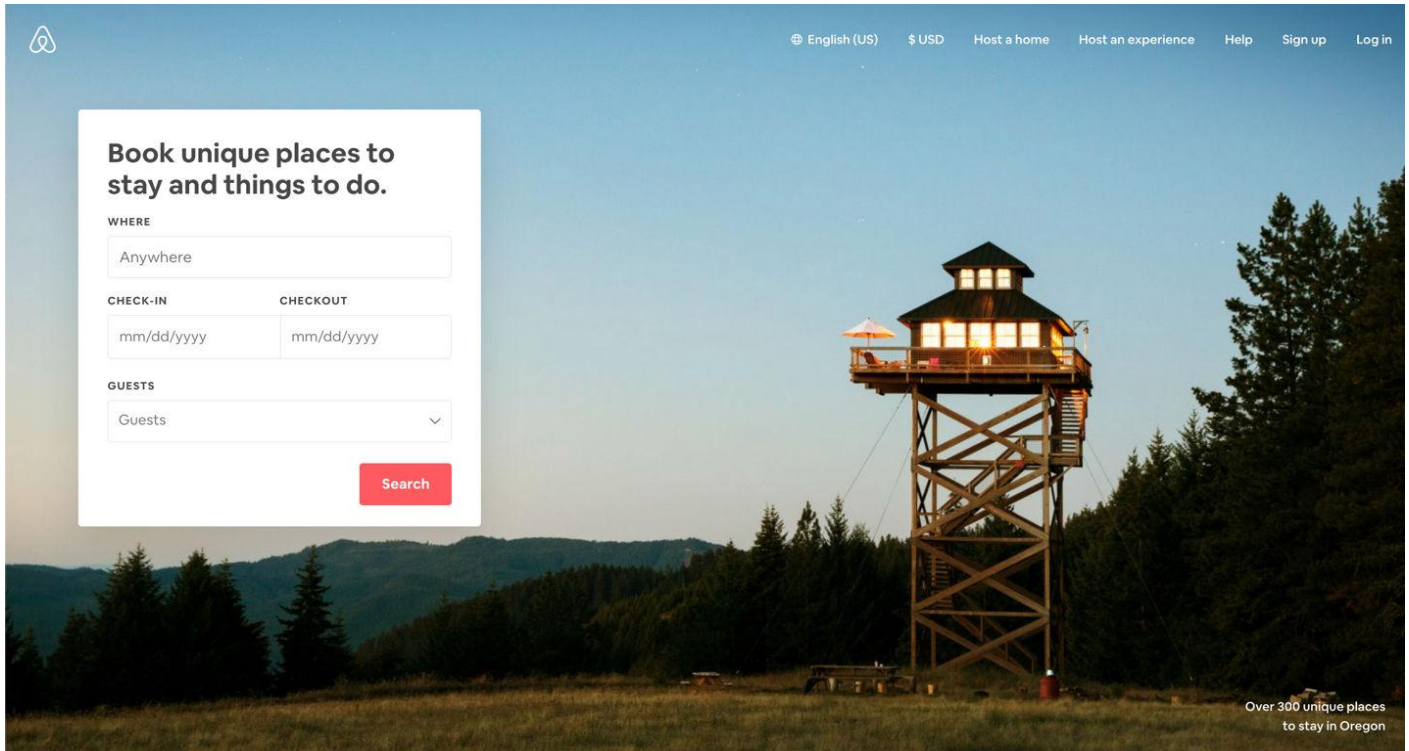 English (US) $ USD Host a home Host an experience Help Sign up Log in
Book unique places to
stay and things to do.
WHERE
Anywhere
CHECK-IN CHECKOUT
mm/dd/yyyy mm/dd/yyyy
GUESTS
Guests
Search
Over 300 unique places
to stay in Oregon